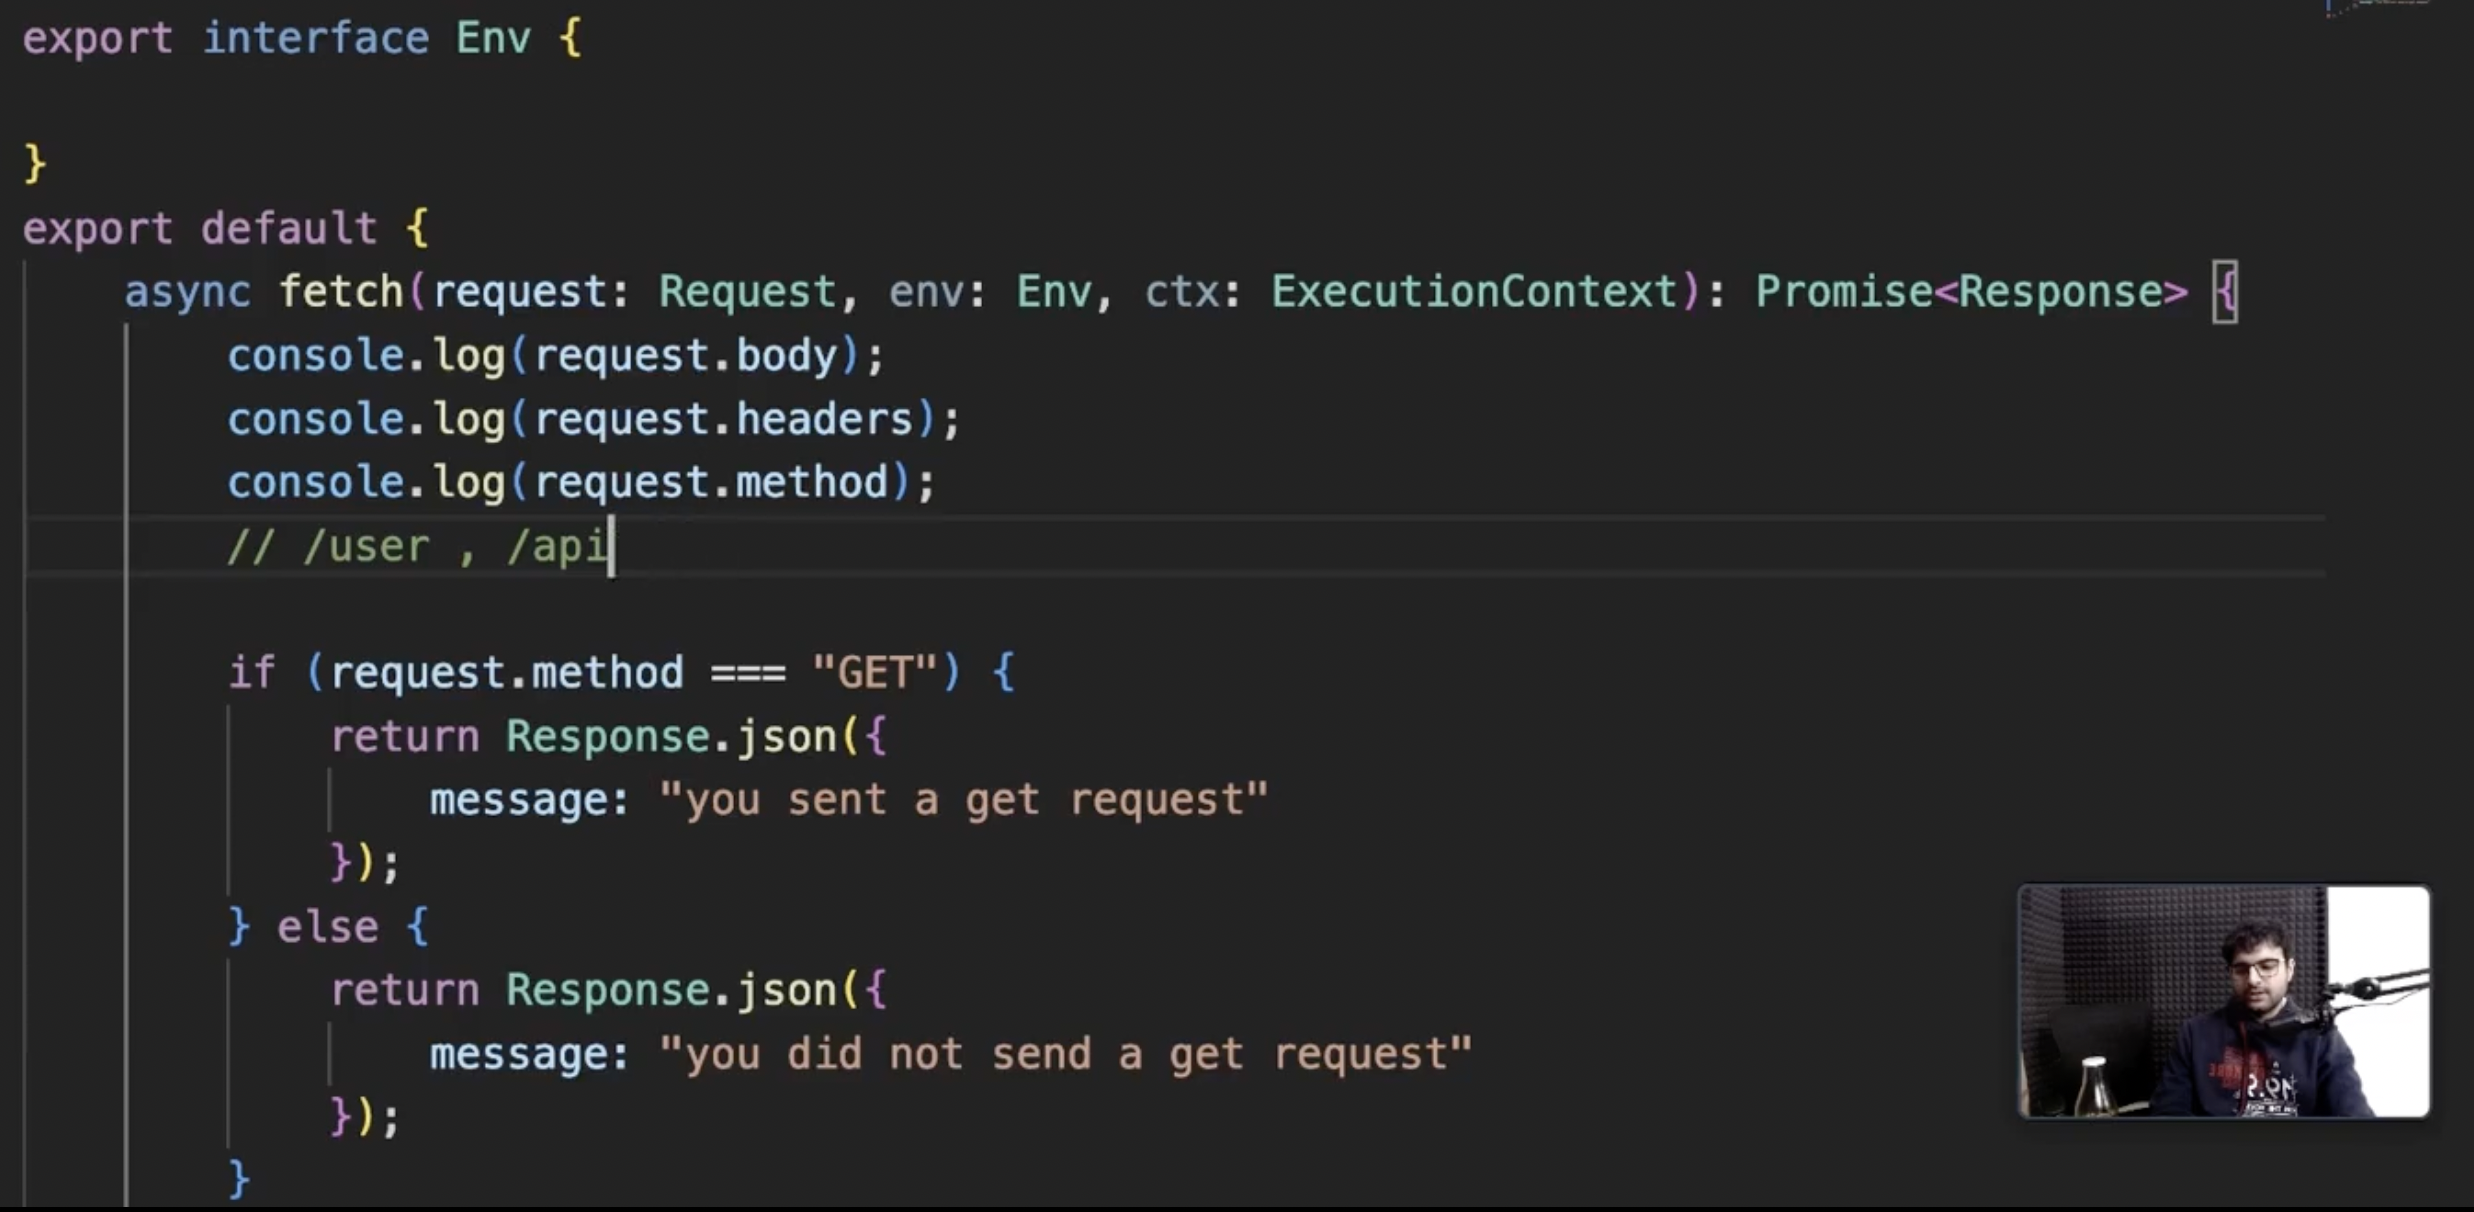 export interface Env {
}
export default {
async fetch(request: Request, env: Env, ctx: ExecutionContext): Promise<Response> {
console.log(request.body);
console.log(request.headers);
console.log(request.method);
// /user , /api
if (request.method === "GET") {
return Response.json({
message: "you sent a get request"
});
} else {
return Response.json({
message: "you did not send a get request"
});
}